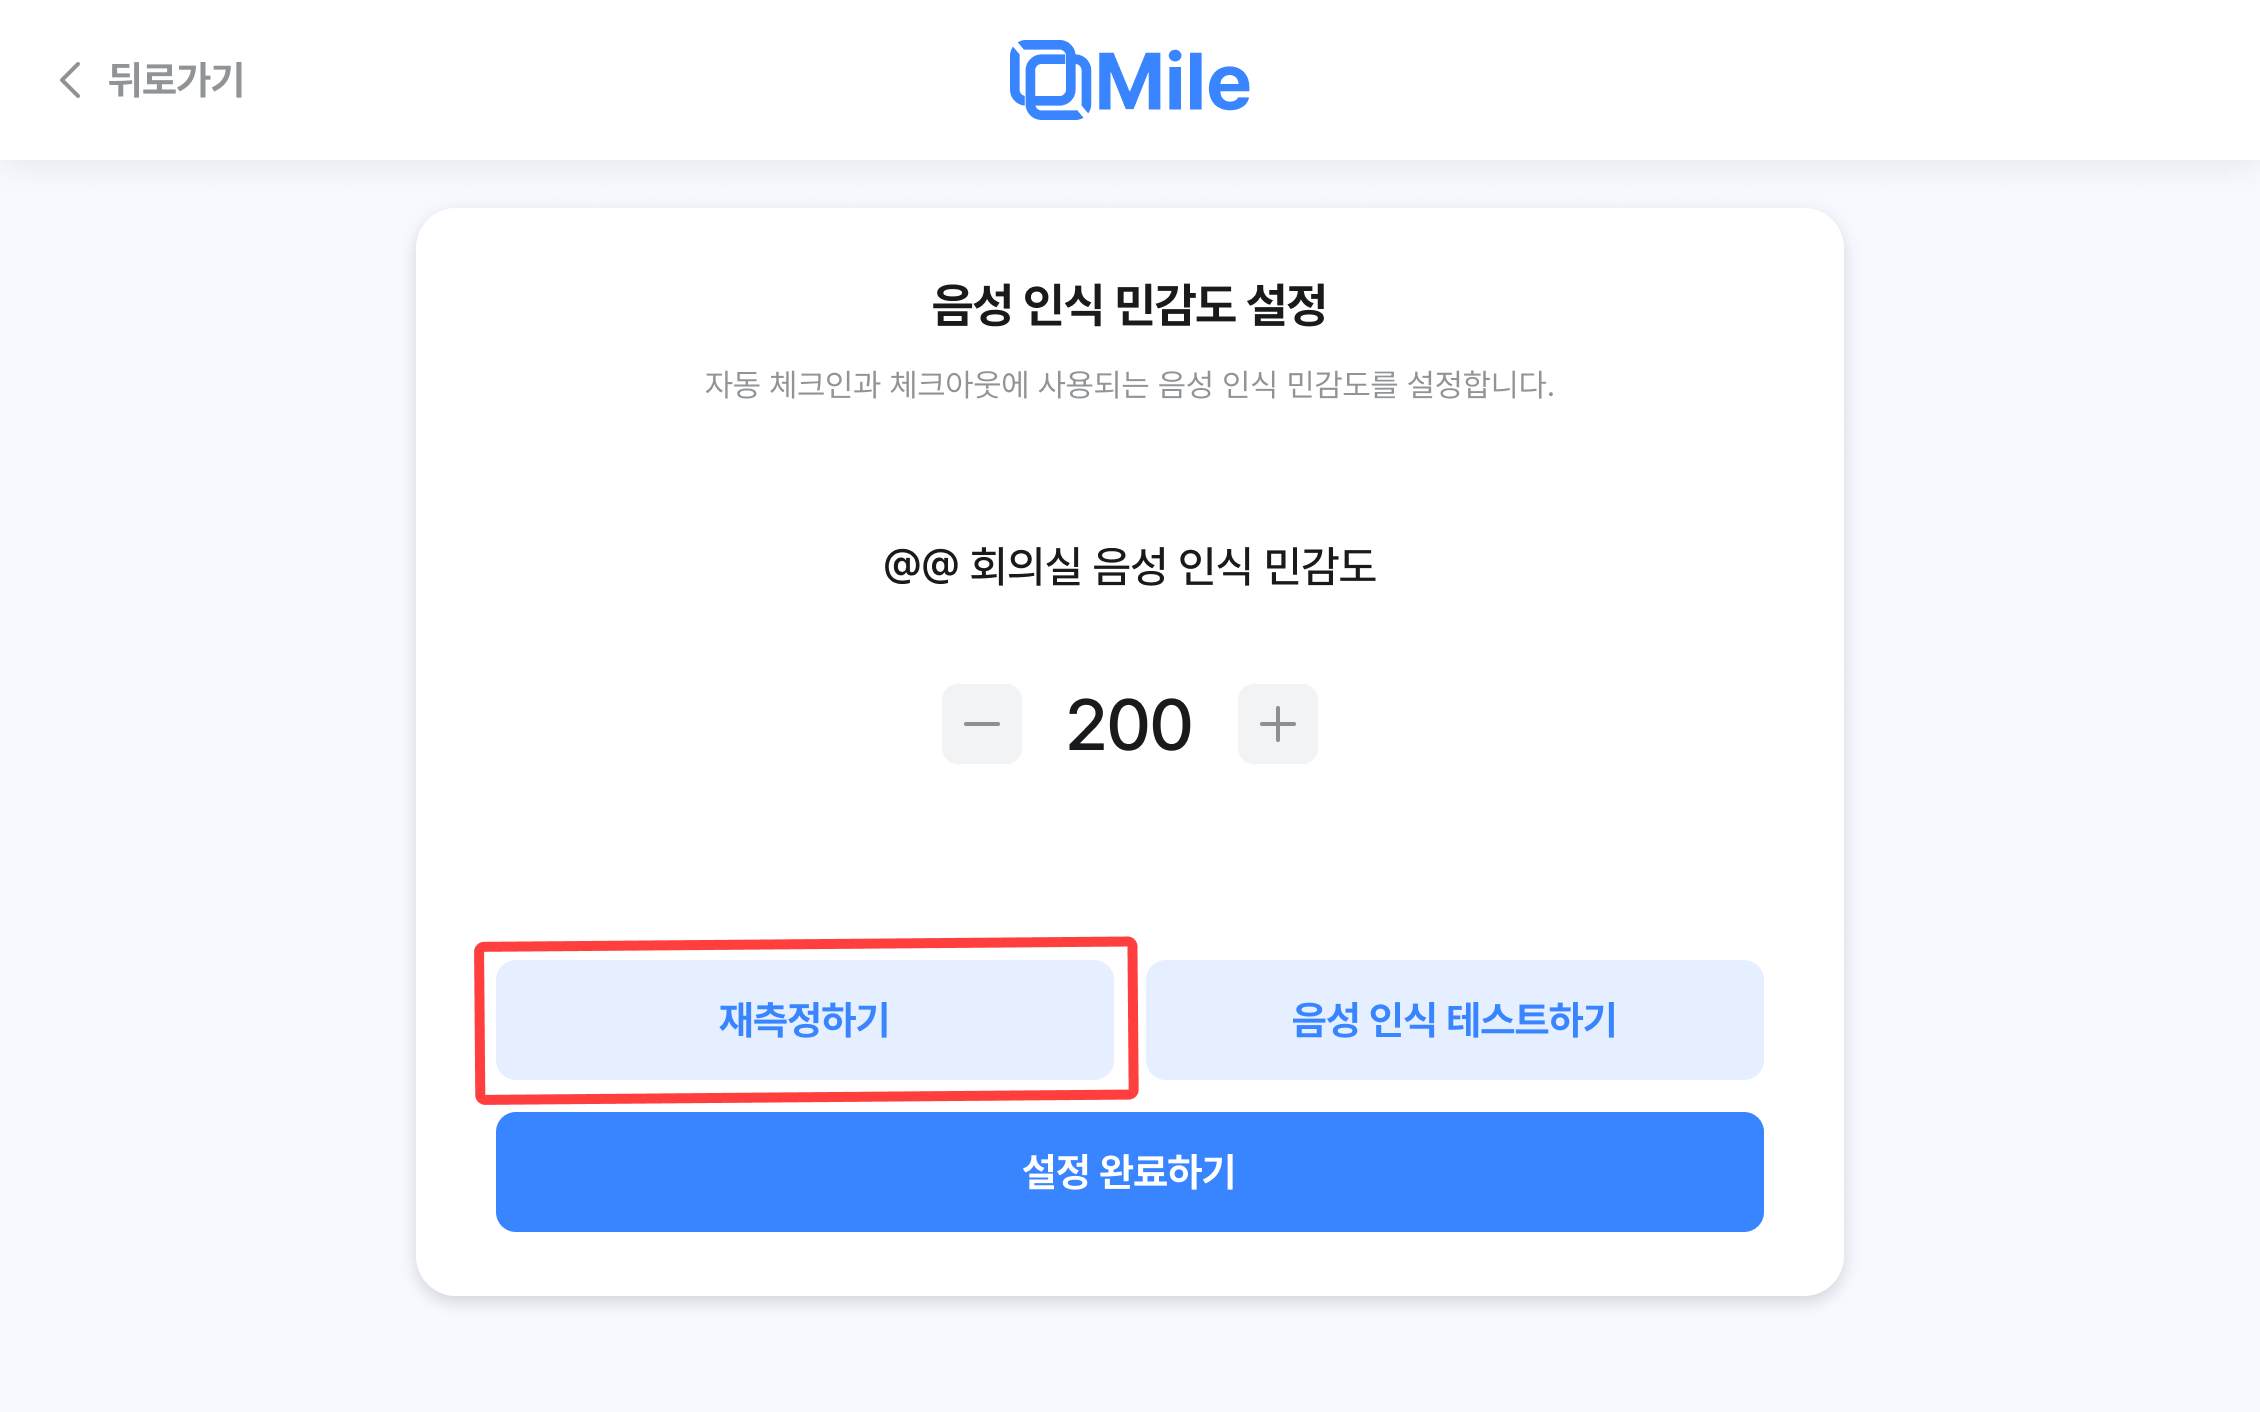 뒤로가기
Mile
음성 인식 민감도 설정
자동 체크인과 체크아웃에 사용되는 음성 인식 민감도를 설정합니다.
@@ 회의실 음성 인식 민감도
200
재측정하기
음성 인식 테스트하기
설정 완료하기